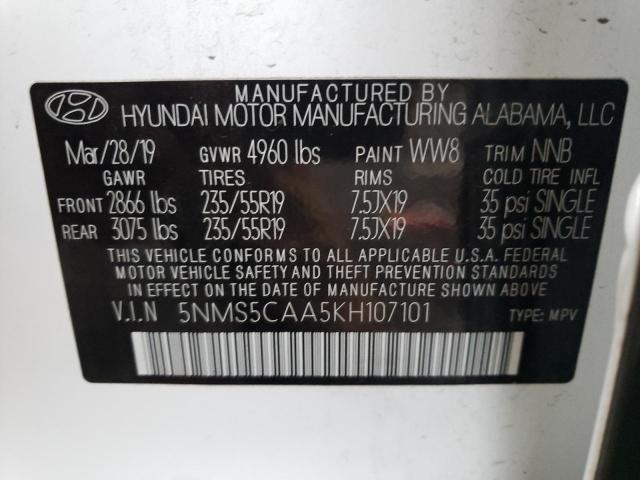 MANUFACTURED BY
HYUNDAI MOTOR MANUFACTURING ALABAMA, LLC
Mar/28/19 GVWR 4960 lbs PAINT WW8 TRIM NNB
GAWR TIRES RIMS COLD TIRE INFL
FRONT 2866 lbs 235/55R19 7.5JX19 35 psi SINGLE
REAR 3075 lbs 235/55R19 7.5JX19 35 psi SINGLE
THIS VEHICLE CONFORMS TO ALL APPLICABLE U.S.A. FEDERAL
MOTOR VEHICLE SAFETY AND THEFT PREVENTION STANDARDS
IN EFFECT ON THE DATE OF MANUFACTURE SHOWN ABOVE.
V.I.N 5NMS5CAA5KH107101 TYPE: MPV